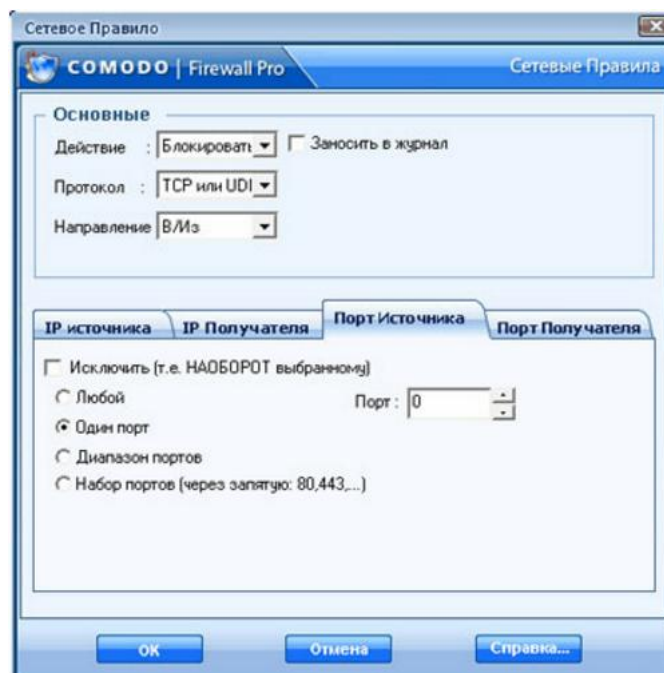 Сетевое Правило
COMODO | Firewall Pro Сетевые Правила
Основные
Действие : Блокировать Заносить в журнал
Протокол : TCP или UDI
Направление В/Из
IP источника IP Получателя Порт Источника Порт Получателя
Исключить (т.е. НАОБОРОТ выбранному)
Любой Порт : 0
Один порт
Диапазон портов
Набор портов (через запятую: 80,443,...)
OK Отмена Справка...